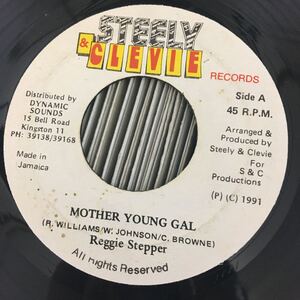 STEELY
& CLEVIE
RECORDS
Distributed by
DYNAMIC
SOUNDS
15 Bell Road
Kingston 11
PH: 39138/39168
Made in
Jamaica
Side A
45 R.P.M.
Arranged &
Produced by
Steely & Clevie
For
S & C
Productions
(P) (C) 1991
MOTHER YOUNG GAL
(R. WILLIAMS/W. JOHNSON/C. BROWNE)
Reggie Stepper
All rights Reserved